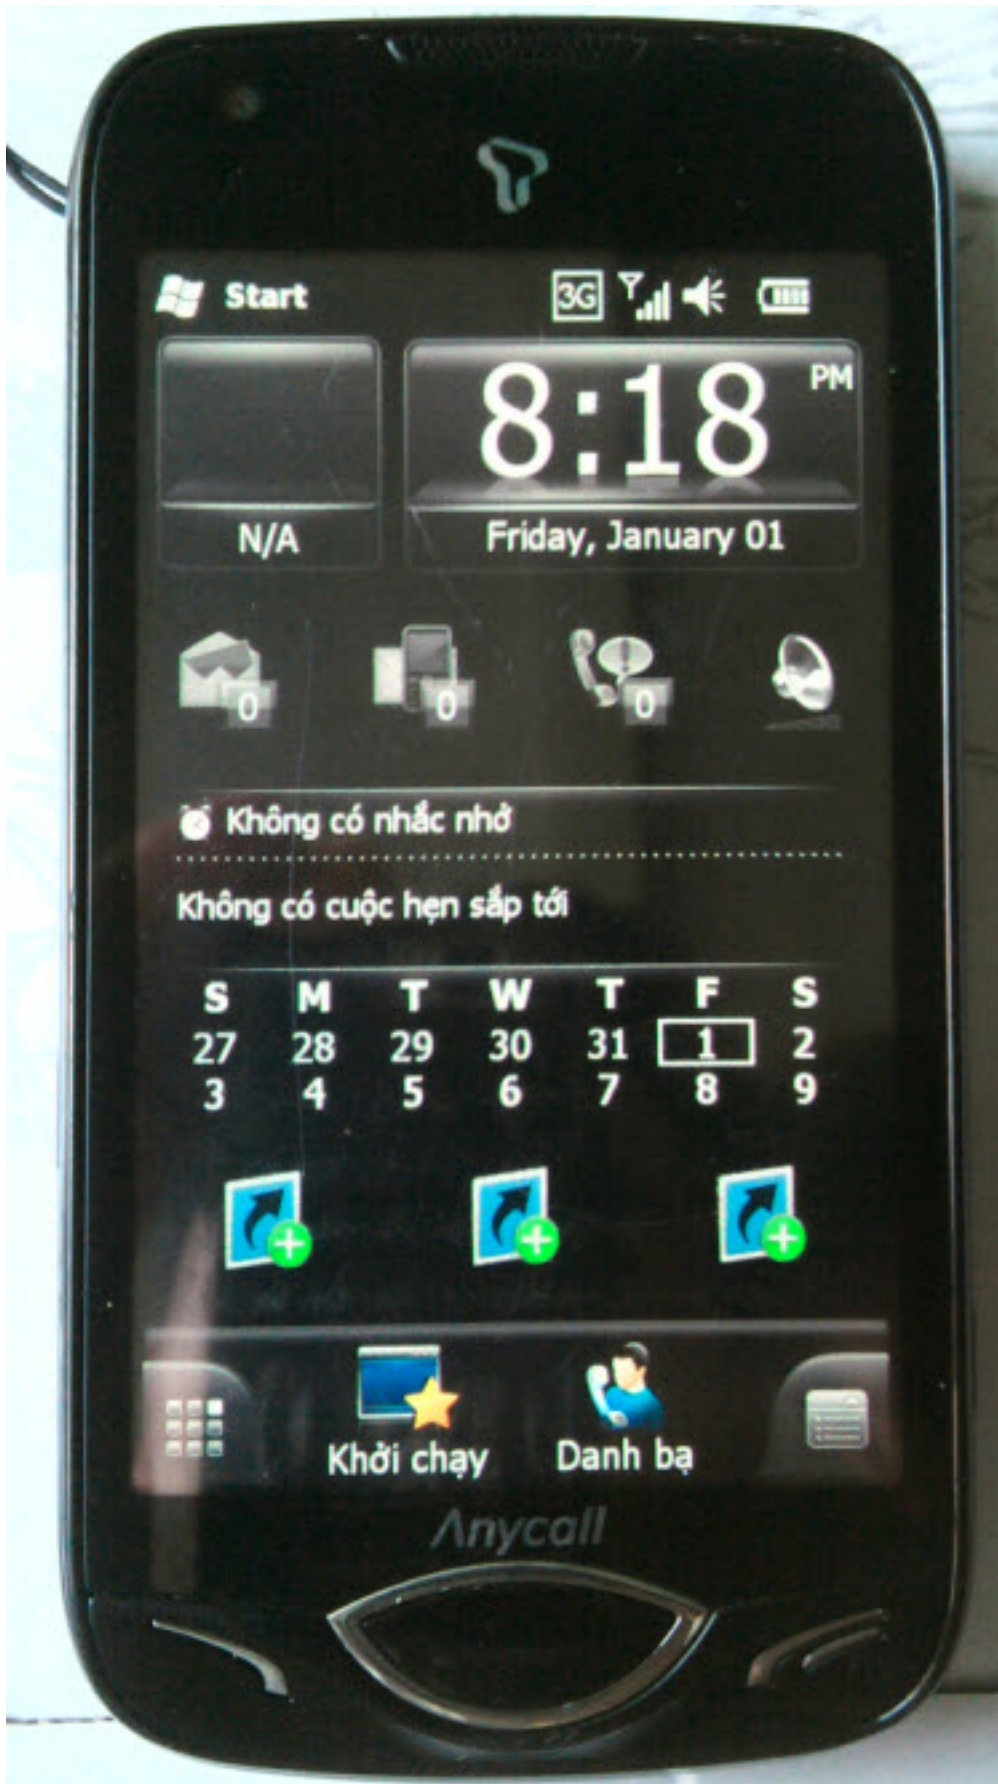 Start 3G
8:18 PM
N/A
Friday, January 01
0 0 0
Không có nhắc nhở
Không có cuộc hẹn sắp tới
S M T W T F S
27 28 29 30 31 1 2
3 4 5 6 7 8 9
Khởi chạy Danh bạ
Anycall